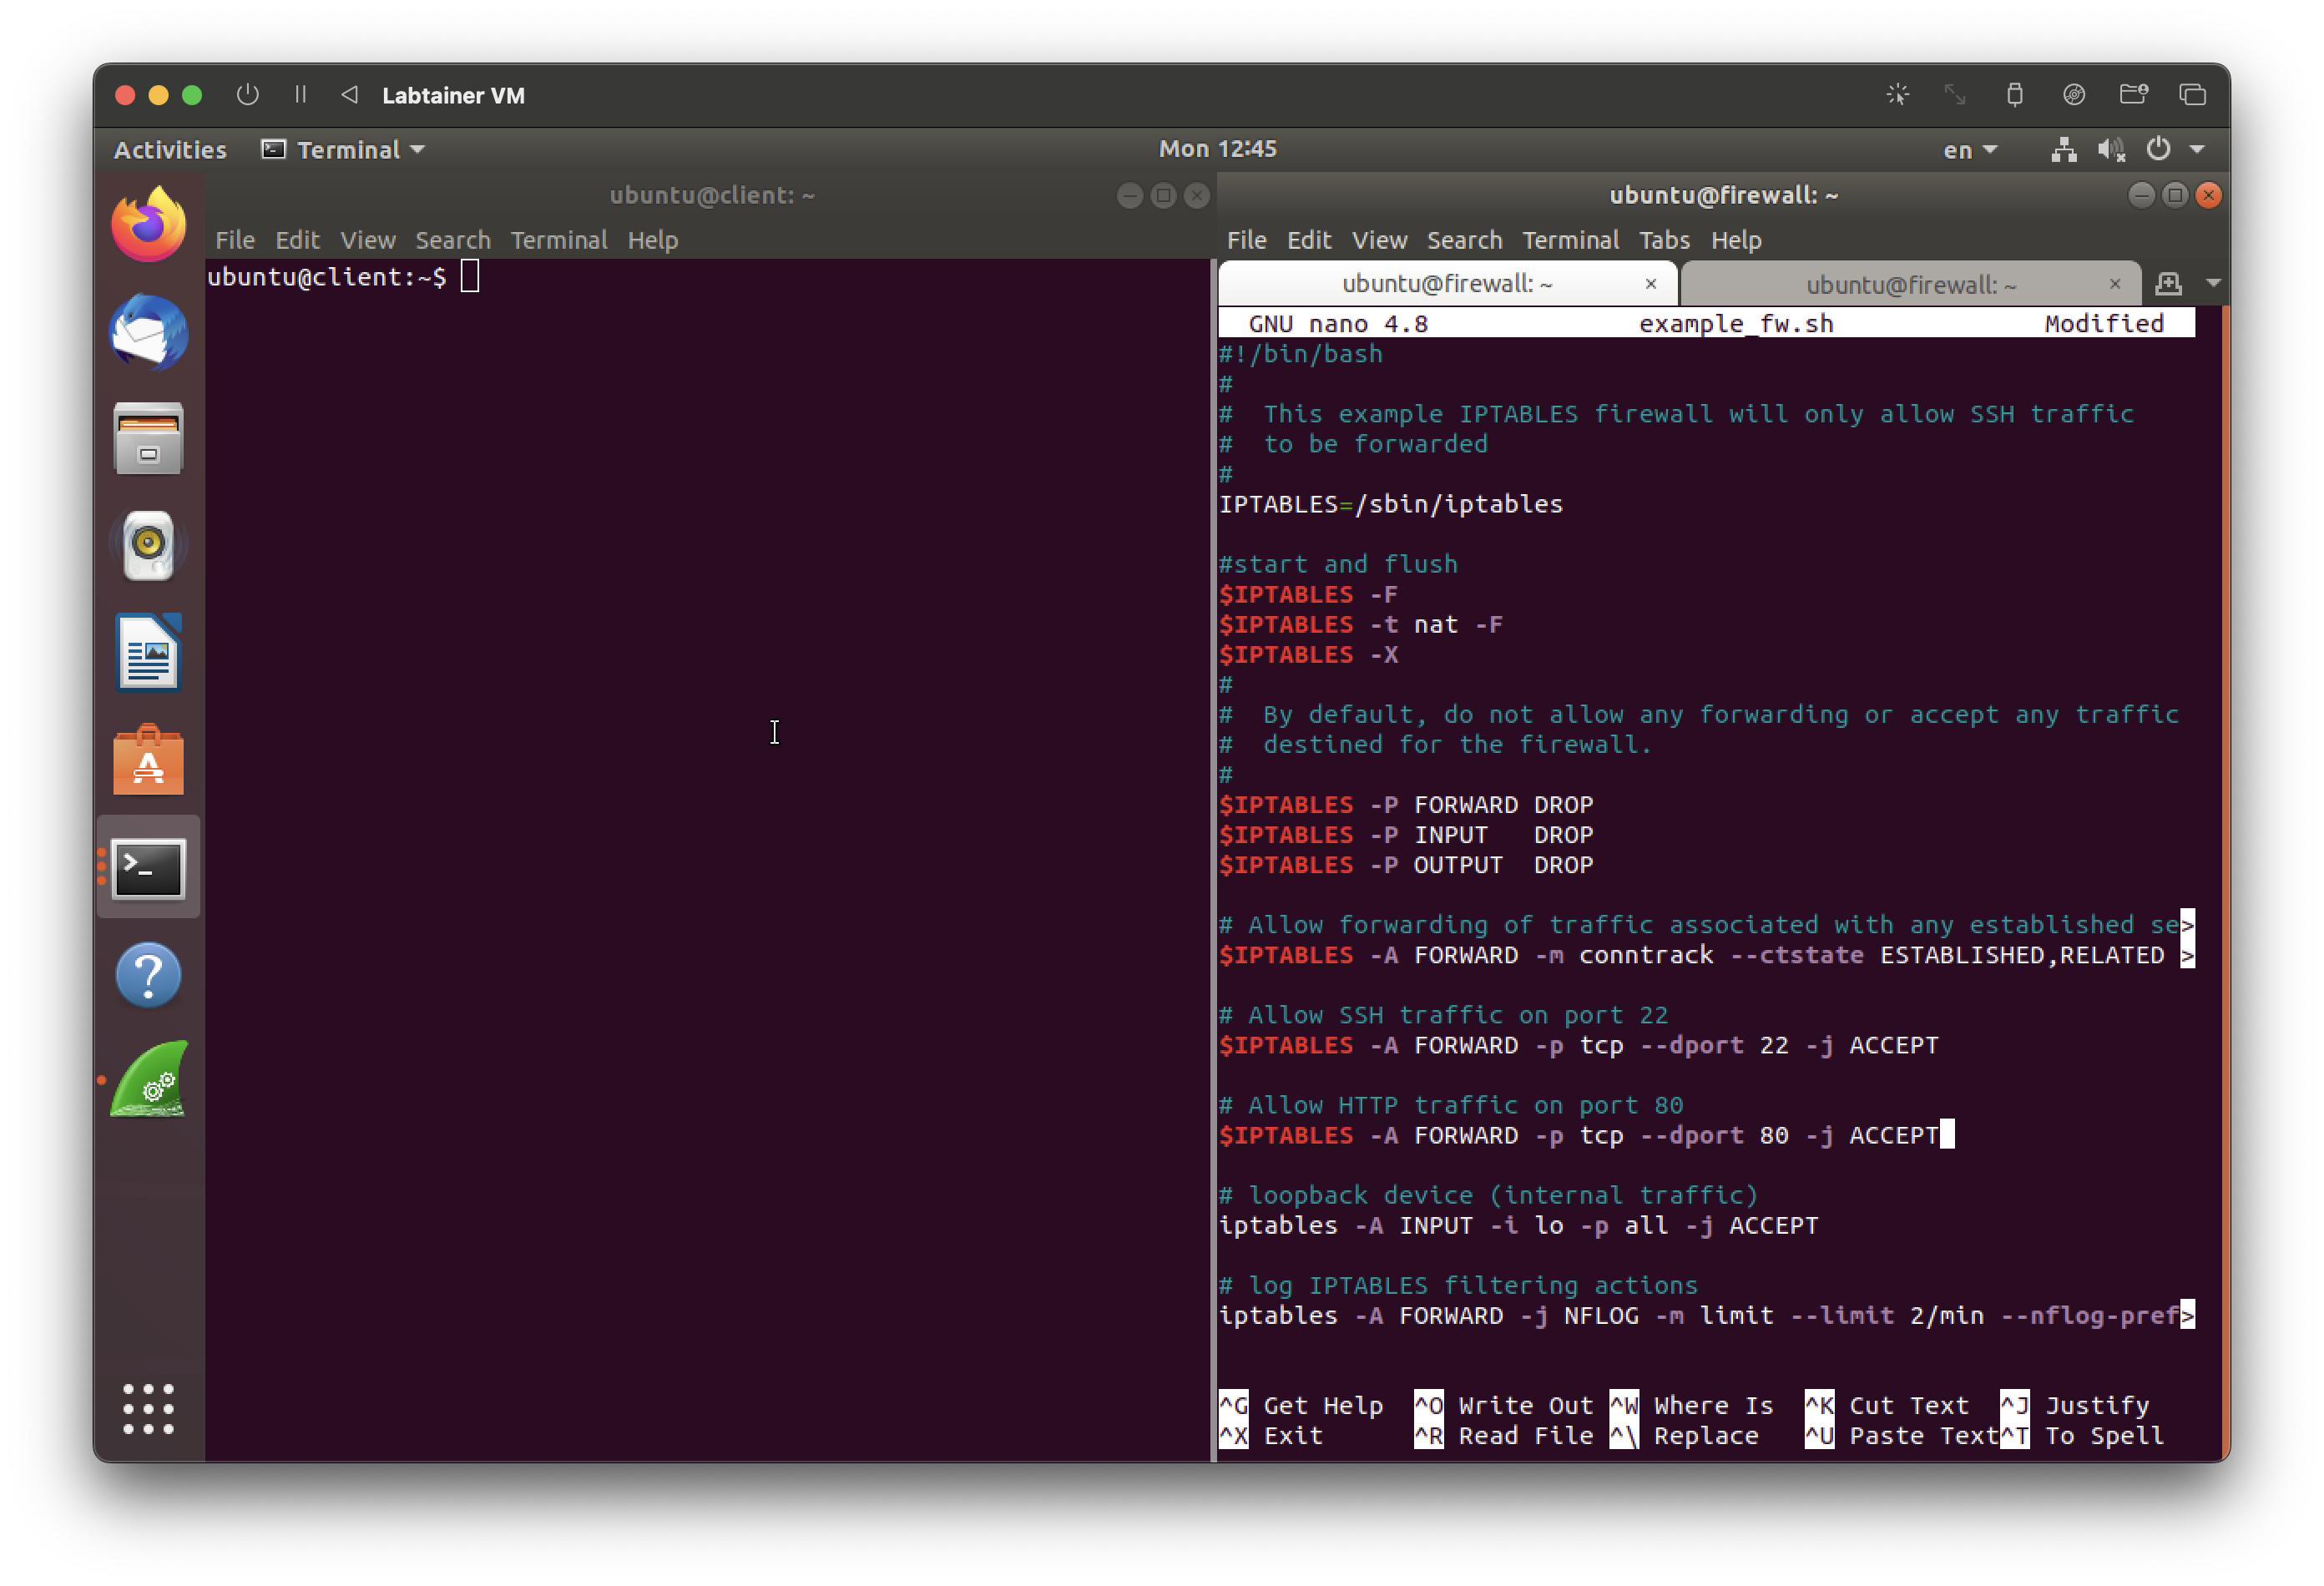 Labtainer VM
Activities Terminal Mon 12:45 en
ubuntu@client: ~
File Edit View Search Terminal Help
ubuntu@client:~$
ubuntu@firewall: ~
File Edit View Search Terminal Tabs Help
ubuntu@firewall: ~ × ubuntu@firewall: ~ ×
GNU nano 4.8 example_fw.sh Modified
#!/bin/bash
#
#  This example IPTABLES firewall will only allow SSH traffic
#  to be forwarded
#
IPTABLES=/sbin/iptables
#start and flush
$IPTABLES -F
$IPTABLES -t nat -F
$IPTABLES -X
#
#  By default, do not allow any forwarding or accept any traffic
#  destined for the firewall.
#
$IPTABLES -P FORWARD DROP
$IPTABLES -P INPUT   DROP
$IPTABLES -P OUTPUT  DROP
# Allow forwarding of traffic associated with any established se>
$IPTABLES -A FORWARD -m conntrack --ctstate ESTABLISHED,RELATED >
# Allow SSH traffic on port 22
$IPTABLES -A FORWARD -p tcp --dport 22 -j ACCEPT
# Allow HTTP traffic on port 80
$IPTABLES -A FORWARD -p tcp --dport 80 -j ACCEPT
# loopback device (internal traffic)
iptables -A INPUT -i lo -p all -j ACCEPT
# log IPTABLES filtering actions
iptables -A FORWARD -j NFLOG -m limit --limit 2/min --nflog-pref>
^G Get Help ^O Write Out ^W Where Is ^K Cut Text ^J Justify
^X Exit ^R Read File ^\ Replace ^U Paste Text ^T To Spell